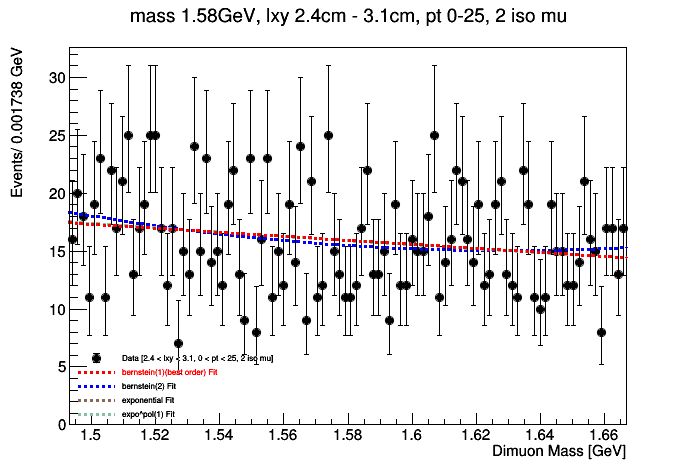 mass 1.58GeV, lxy 2.4cm - 3.1cm, pt 0-25, 2 iso mu
Events/ 0.001738 GeV
30
25
20
15
10
5
0
Data [2.4 < lxy < 3.1, 0 < pt < 25, 2 iso mu]
bernstein(1)(best order) Fit
bernstein(2) Fit
exponential Fit
expo*pol(1) Fit
1.5 1.52 1.54 1.56 1.58 1.6 1.62 1.64 1.66
Dimuon Mass [GeV]